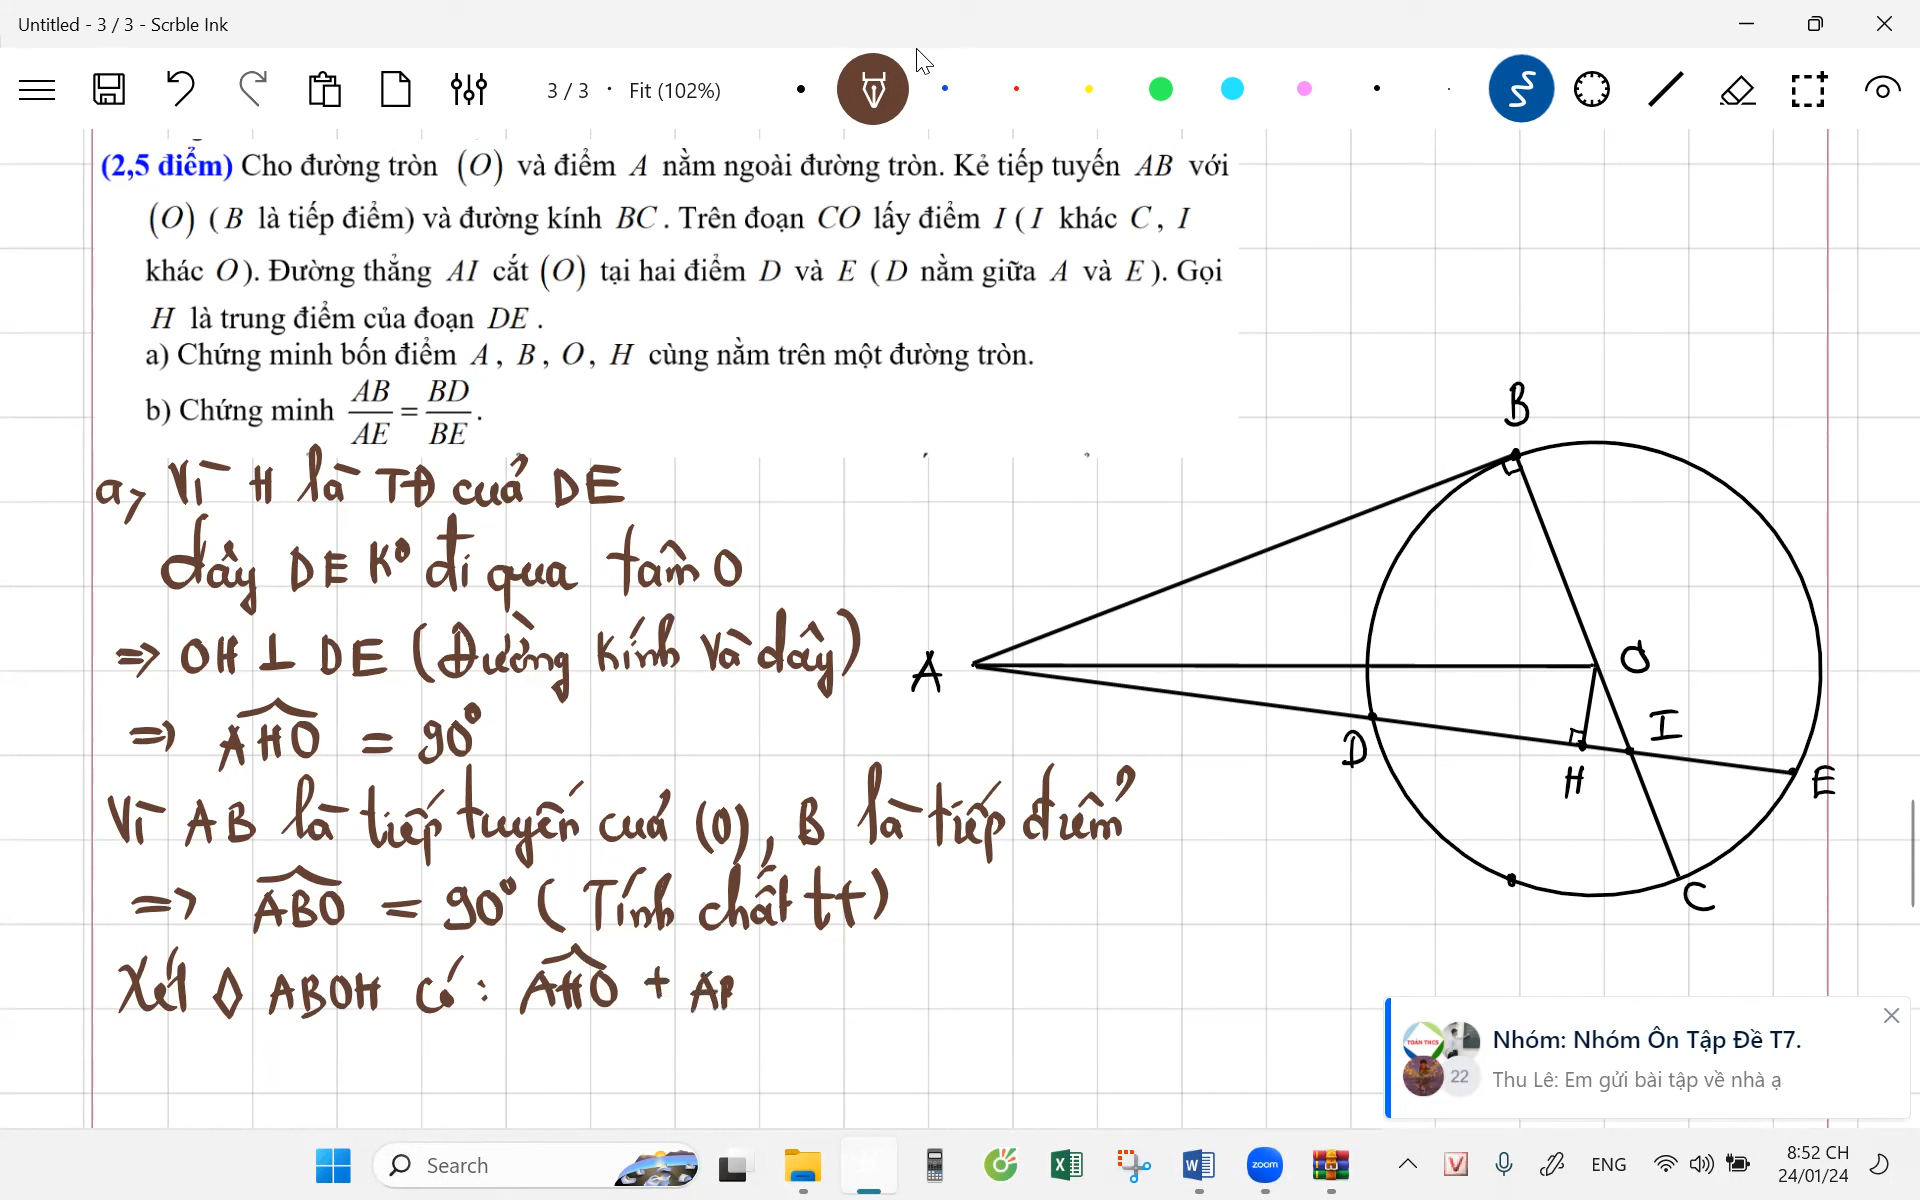 Untitled - 3 / 3 - Scrble Ink
3 / 3 · Fit (102%)
(2,5 điểm) Cho đường tròn (O) và điểm A nằm ngoài đường tròn. Kẻ tiếp tuyến AB với
(O) ( B là tiếp điểm) và đường kính BC . Trên đoạn CO lấy điểm I ( I khác C , I
khác O ). Đường thẳng AI cắt (O) tại hai điểm D và E ( D nằm giữa A và E ). Gọi
H là trung điểm của đoạn DE .
a) Chứng minh bốn điểm A , B , O , H cùng nằm trên một đường tròn.
b) Chứng minh AB/AE = BD/BE .
a, Vì H là TĐ của DE
dây DE K° đi qua tâm O
=> OH ⊥ DE ( Đường kính và dây )
=> AHO = 90°
Vì AB là tiếp tuyến của (O), B là tiếp điểm
=> ABO = 90° ( Tính chất tt )
Xét ◊ ABOH có : AHO + AB
B
A
O
I
D
H
E
C
Nhóm: Nhóm Ôn Tập Đề T7.
TOÁN THCS
22
Thu Lê: Em gửi bài tập về nhà ạ
Search
zoom
ENG
8:52 CH
24/01/24